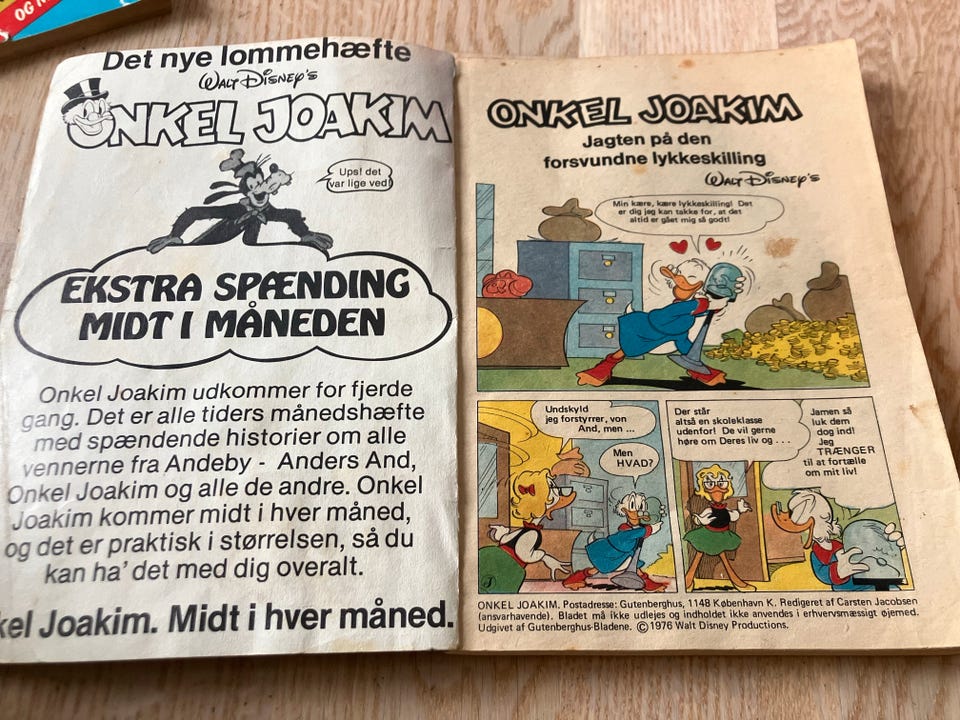 OG
Det nye lommehæfte
WALT DISNEY'S
ONKEL JOAKIM
Ups! det
var lige ved!
EKSTRA SPÆNDING
MIDT I MÅNEDEN
Onkel Joakim udkommer for fjerde
gang. Det er alle tiders månedshæfte
med spændende historier om alle
vennerne fra Andeby - Anders And,
Onkel Joakim og alle de andre. Onkel
Joakim kommer midt i hver måned,
og det er praktisk i størrelsen, så du
kan ha' det med dig overalt.
kel Joakim. Midt i hver måned.
ONKEL JOAKIM
Jagten på den
forsvundne lykkeskilling
WALT DISNEY'S
Min kære, kære lykkeskilling! Det
er dig jeg kan takke for, at det
altid er gået mig så godt!
Undskyld
jeg forstyrrer, von
And, men ...
Men
HVAD?
Der står
altså en skoleklasse
udenfor! De vil gerne
høre om Deres liv og . . .
Jamen så
luk dem
dog ind!
Jeg
TRÆNGER
til at fortælle
om mit liv!
ONKEL JOAKIM. Postadresse: Gutenberghus, 1148 København K. Redigeret af Carsten Jacobsen
(ansvarhavende). Bladet må ikke udlejes og indholdet ikke anvendes i erhvervsmæssigt øjemed.
Udgivet af Gutenberghus-Bladene. © 1976 Walt Disney Productions.